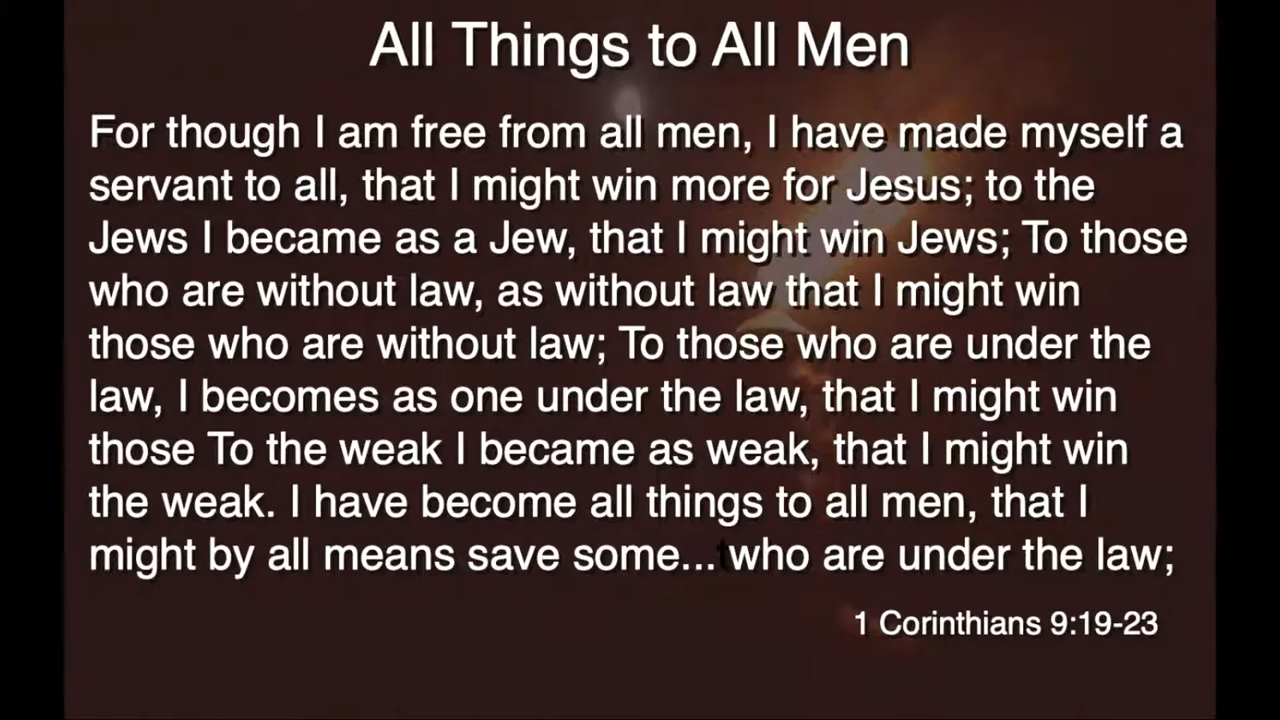 All Things to All Men
For though I am free from all men, I have made myself a
servant to all, that I might win more for Jesus; to the
Jews I became as a Jew, that I might win Jews; To those
who are without law, as without law that I might win
those who are without law; To those who are under the
law, I becomes as one under the law, that I might win
those To the weak I became as weak, that I might win
the weak. I have become all things to all men, that I
might by all means save some... who are under the law;
1 Corinthians 9:19-23